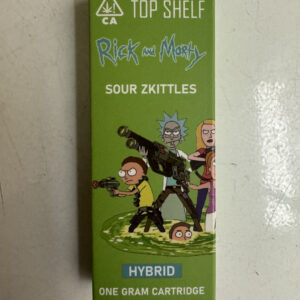 TOP SHELF
CA
Rick and Morty
SOUR ZKITTLES
HYBRID
ONE GRAM CARTRIDGE